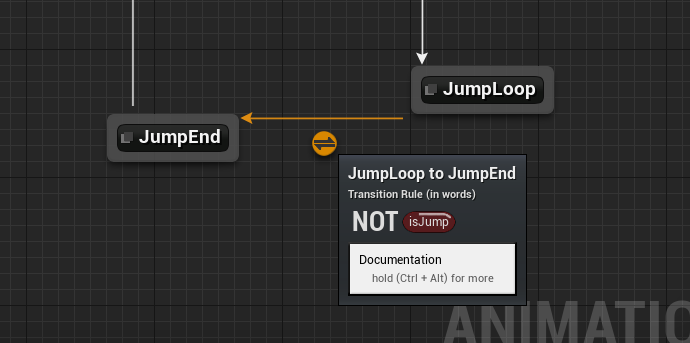 JumpLoop
JumpEnd
JumpLoop to JumpEnd
Transition Rule (in words)
NOT isJump
Documentation
hold (Ctrl + Alt) for more
ANIMATIO